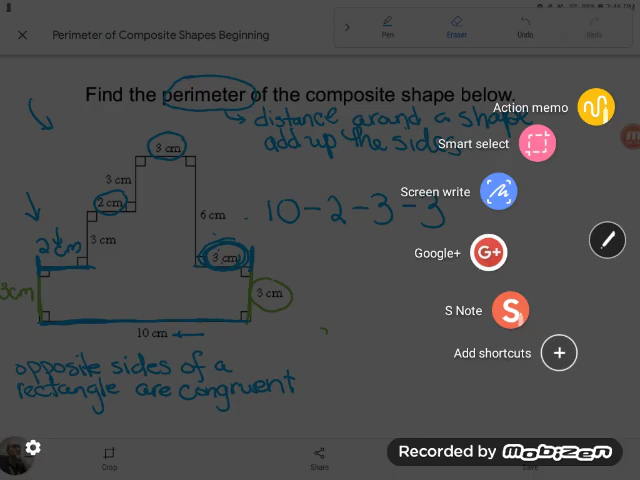 Perimeter of Composite Shapes Beginning
Pen
Eraser
Undo
Redo
Find the perimeter of the composite shape below.
distance around a shape
add up the sides
Action memo
Smart select
Screen write
Google+
G+
S Note
S
Add shortcuts
3 cm
3 cm
2 cm
6 cm
10-2-3-3
3 cm
2 cm
3 cm
3cm
3 cm
10 cm
opposite sides of a
rectangle are congruent
Crop
Share
Save
Recorded by mobizen